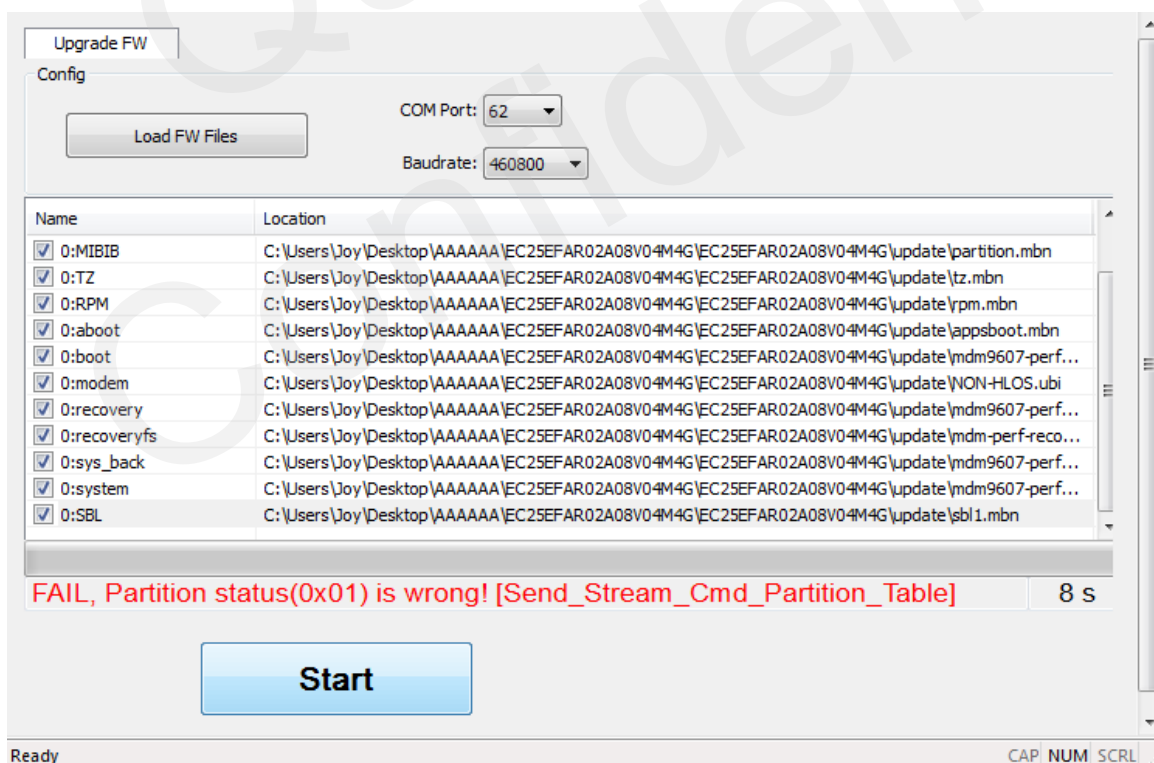 Upgrade FW
Config
Load FW Files
COM Port: 62
Baudrate: 460800
Name Location
0:MIBIB C:\Users\Joy\Desktop\AAAAAA\EC25EFAR02A08V04M4G\EC25EFAR02A08V04M4G\update\partition.mbn
0:TZ C:\Users\Joy\Desktop\AAAAAA\EC25EFAR02A08V04M4G\EC25EFAR02A08V04M4G\update\tz.mbn
0:RPM C:\Users\Joy\Desktop\AAAAAA\EC25EFAR02A08V04M4G\EC25EFAR02A08V04M4G\update\rpm.mbn
0:aboot C:\Users\Joy\Desktop\AAAAAA\EC25EFAR02A08V04M4G\EC25EFAR02A08V04M4G\update\appsboot.mbn
0:boot C:\Users\Joy\Desktop\AAAAAA\EC25EFAR02A08V04M4G\EC25EFAR02A08V04M4G\update\mdm9607-perf...
0:modem C:\Users\Joy\Desktop\AAAAAA\EC25EFAR02A08V04M4G\EC25EFAR02A08V04M4G\update\NON-HLOS.ubi
0:recovery C:\Users\Joy\Desktop\AAAAAA\EC25EFAR02A08V04M4G\EC25EFAR02A08V04M4G\update\mdm9607-perf...
0:recoveryfs C:\Users\Joy\Desktop\AAAAAA\EC25EFAR02A08V04M4G\EC25EFAR02A08V04M4G\update\mdm-perf-reco...
0:sys_back C:\Users\Joy\Desktop\AAAAAA\EC25EFAR02A08V04M4G\EC25EFAR02A08V04M4G\update\mdm9607-perf...
0:system C:\Users\Joy\Desktop\AAAAAA\EC25EFAR02A08V04M4G\EC25EFAR02A08V04M4G\update\mdm9607-perf...
0:SBL C:\Users\Joy\Desktop\AAAAAA\EC25EFAR02A08V04M4G\EC25EFAR02A08V04M4G\update\sbl1.mbn
FAIL, Partition status(0x01) is wrong! [Send_Stream_Cmd_Partition_Table] 8 s
Start
Ready CAP NUM SCRL